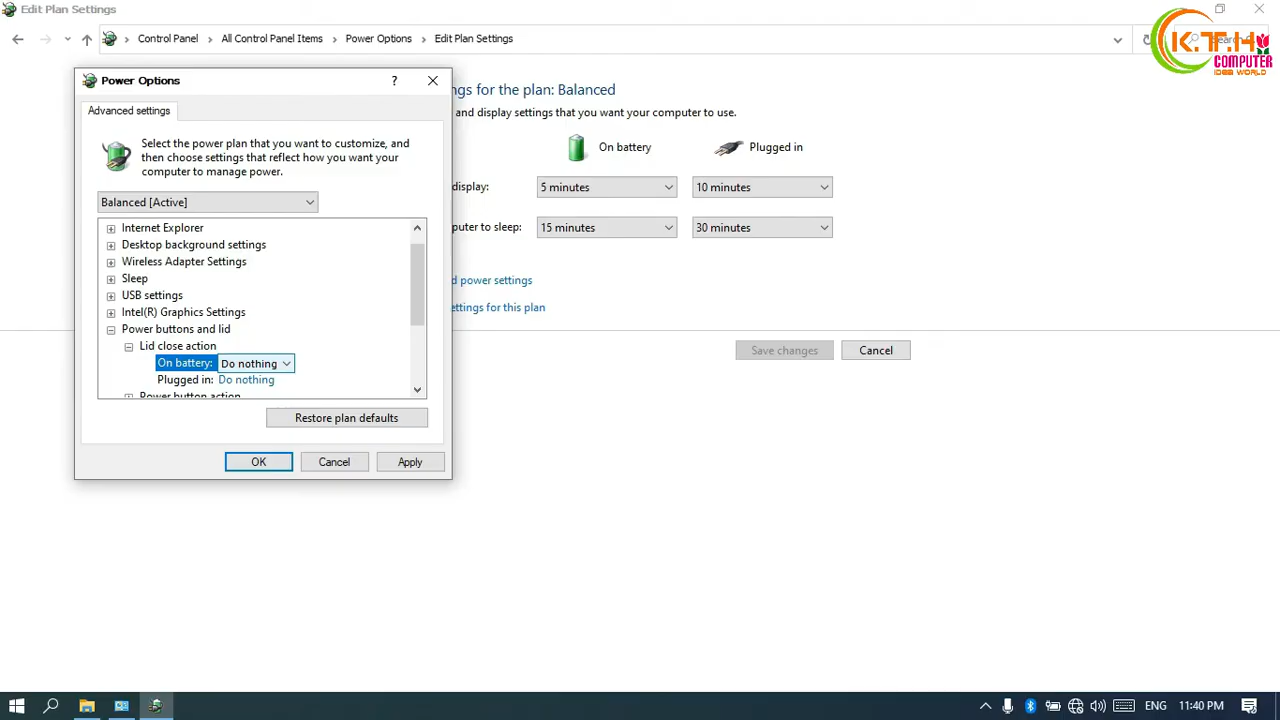 Edit Plan Settings
Control Panel
All Control Panel Items
Power Options
Edit Plan Settings
K.T.H
COMPUTER
IDEA WORLD
Power Options
?
Advanced settings
Select the power plan that you want to customize, and
then choose settings that reflect how you want your
computer to manage power.
Balanced [Active]
Internet Explorer
Desktop background settings
Wireless Adapter Settings
Sleep
USB settings
Intel(R) Graphics Settings
Power buttons and lid
Lid close action
On battery: Do nothing
Plugged in: Do nothing
Power button action
Restore plan defaults
OK
Cancel
Apply
ngs for the plan: Balanced
and display settings that you want your computer to use.
On battery
Plugged in
display:
5 minutes
10 minutes
puter to sleep:
15 minutes
30 minutes
d power settings
ettings for this plan
Save changes
Cancel
ENG
11:40 PM